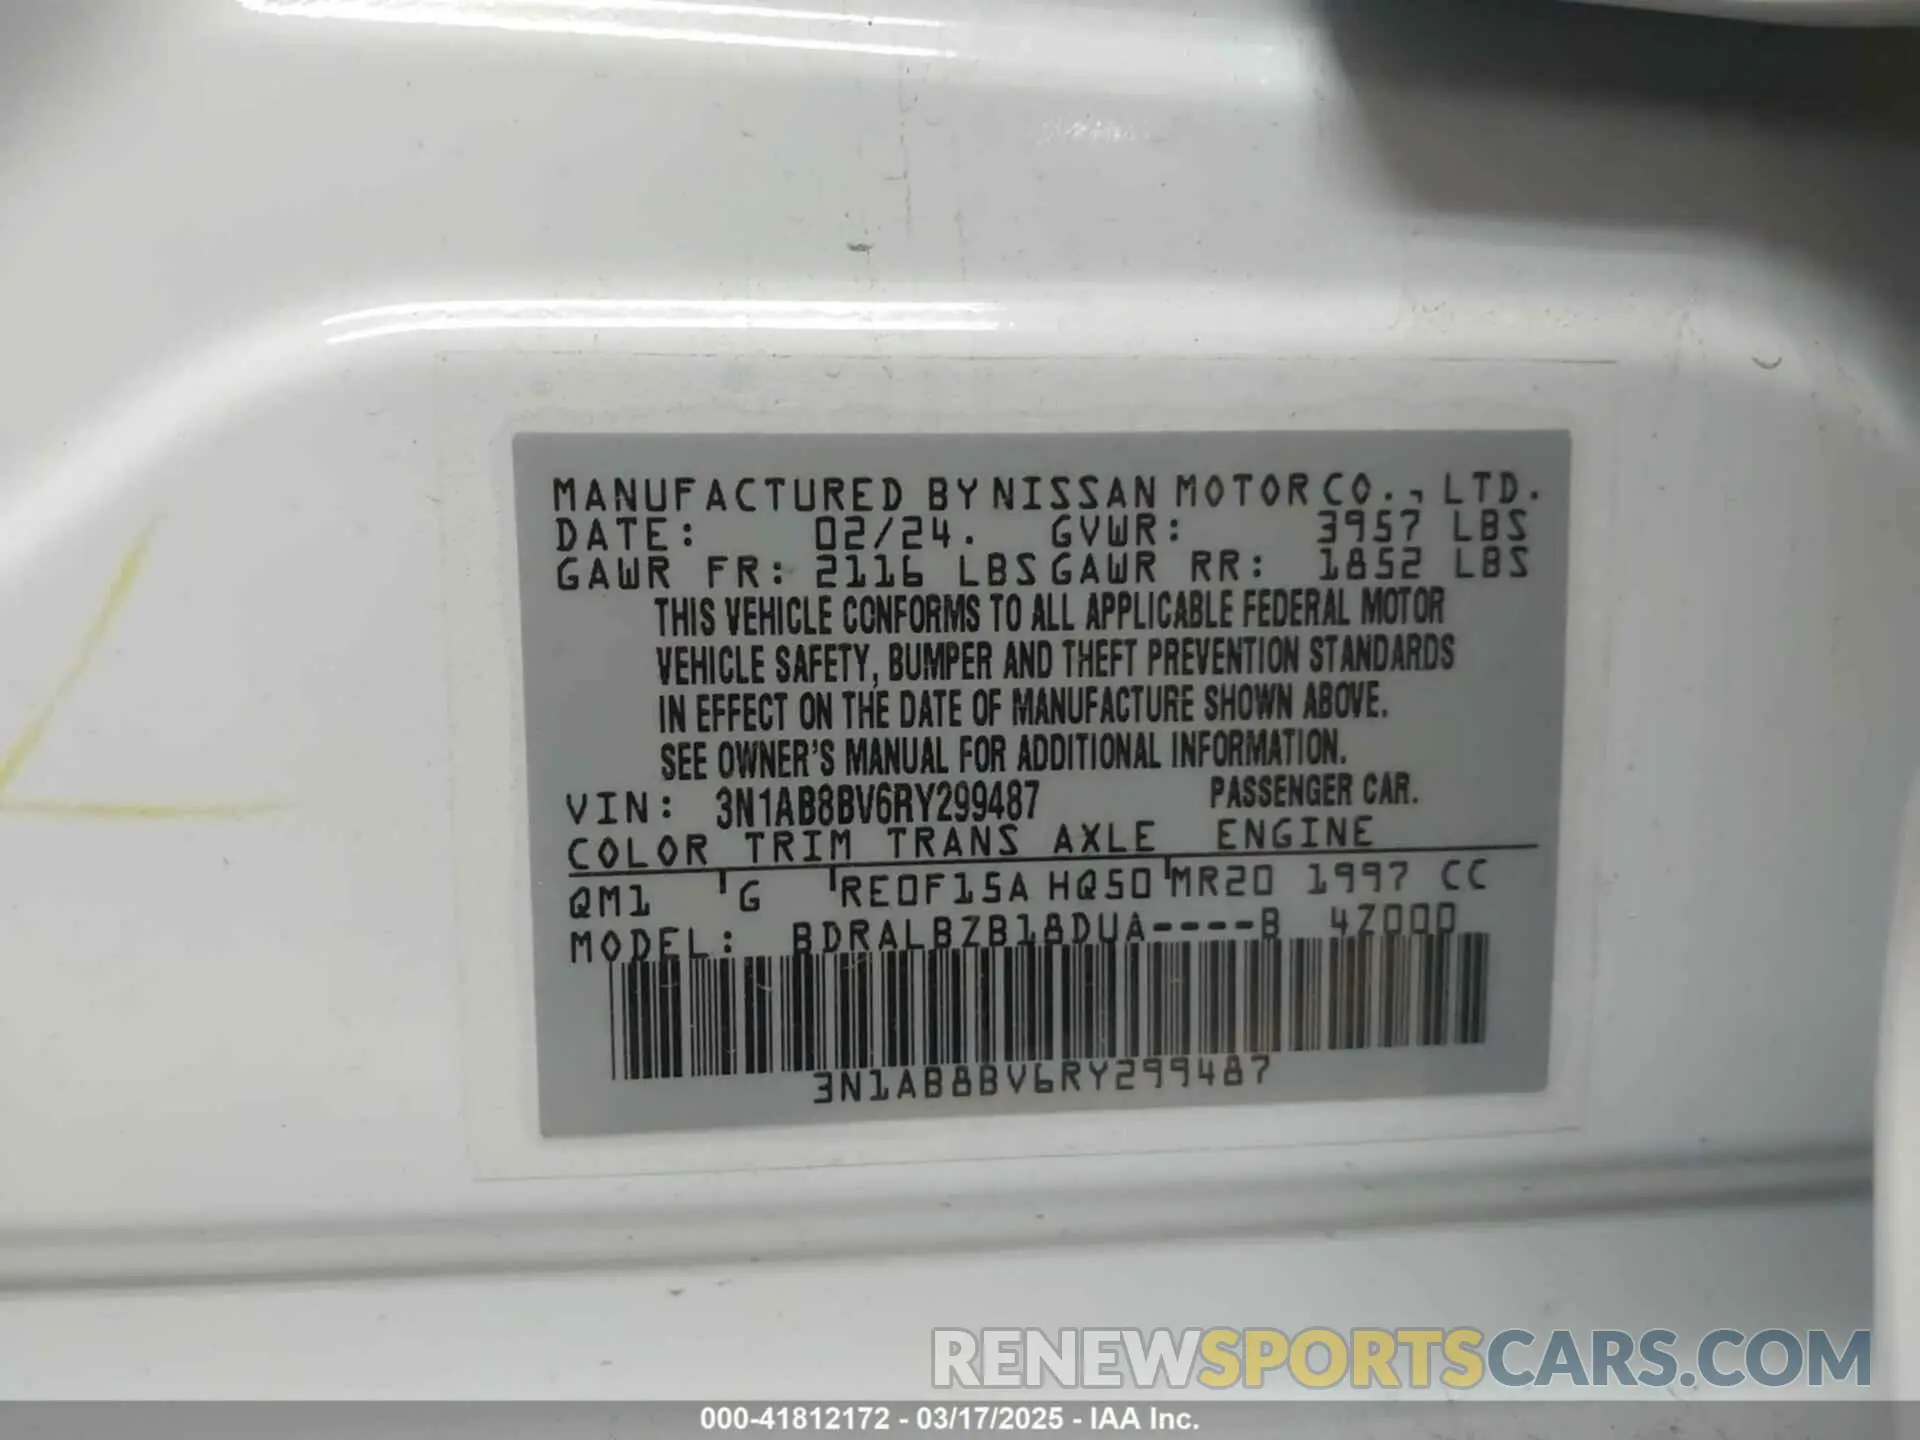 MANUFACTURED BY NISSAN MOTOR CO., LTD.
DATE: 02/24. GVWR: 3957 LBS
GAWR FR: 2116 LBS GAWR RR: 1852 LBS
THIS VEHICLE CONFORMS TO ALL APPLICABLE FEDERAL MOTOR
VEHICLE SAFETY, BUMPER AND THEFT PREVENTION STANDARDS
IN EFFECT ON THE DATE OF MANUFACTURE SHOWN ABOVE.
SEE OWNER'S MANUAL FOR ADDITIONAL INFORMATION.
VIN: 3N1AB8BV6RY299487 PASSENGER CAR.
COLOR TRIM TRANS AXLE ENGINE
QM1 G RE0F15A HQ50 MR20 1997 CC
MODEL: BDRALBZB18DUA----B 4Z000
3N1AB8BV6RY299487
RENEWSPORTSCARS.COM
000-41812172 - 03/17/2025 - IAA Inc.